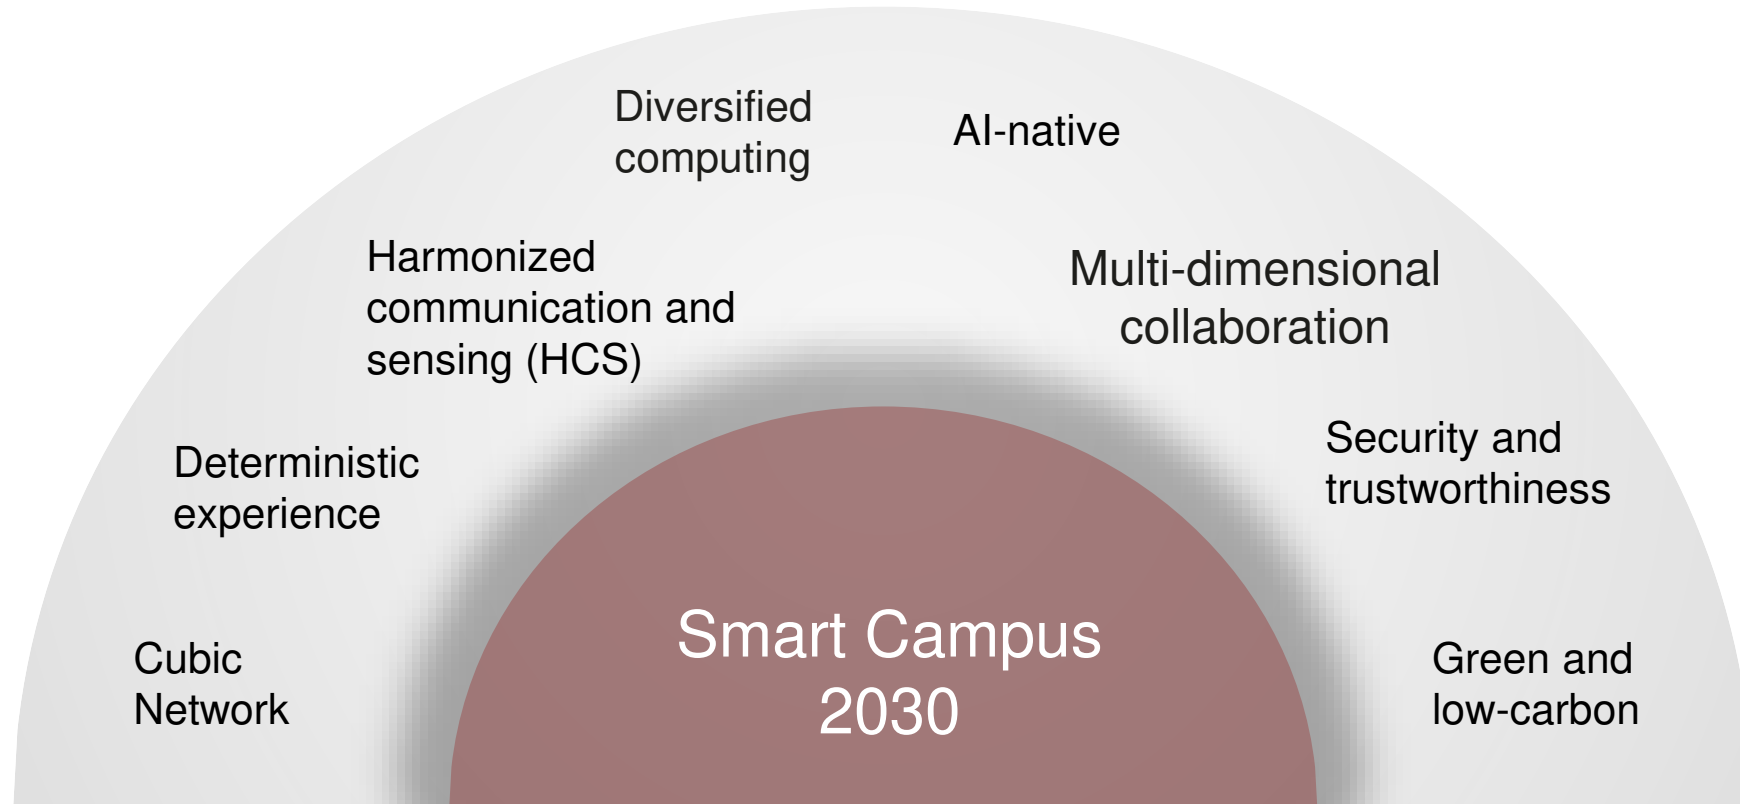 Diversified
computing
AI-native
Harmonized
communication and
sensing (HCS)
Multi-dimensional
collaboration
Deterministic
experience
Security and
trustworthiness
Cubic
Network
Smart Campus
2030
Green and
low-carbon